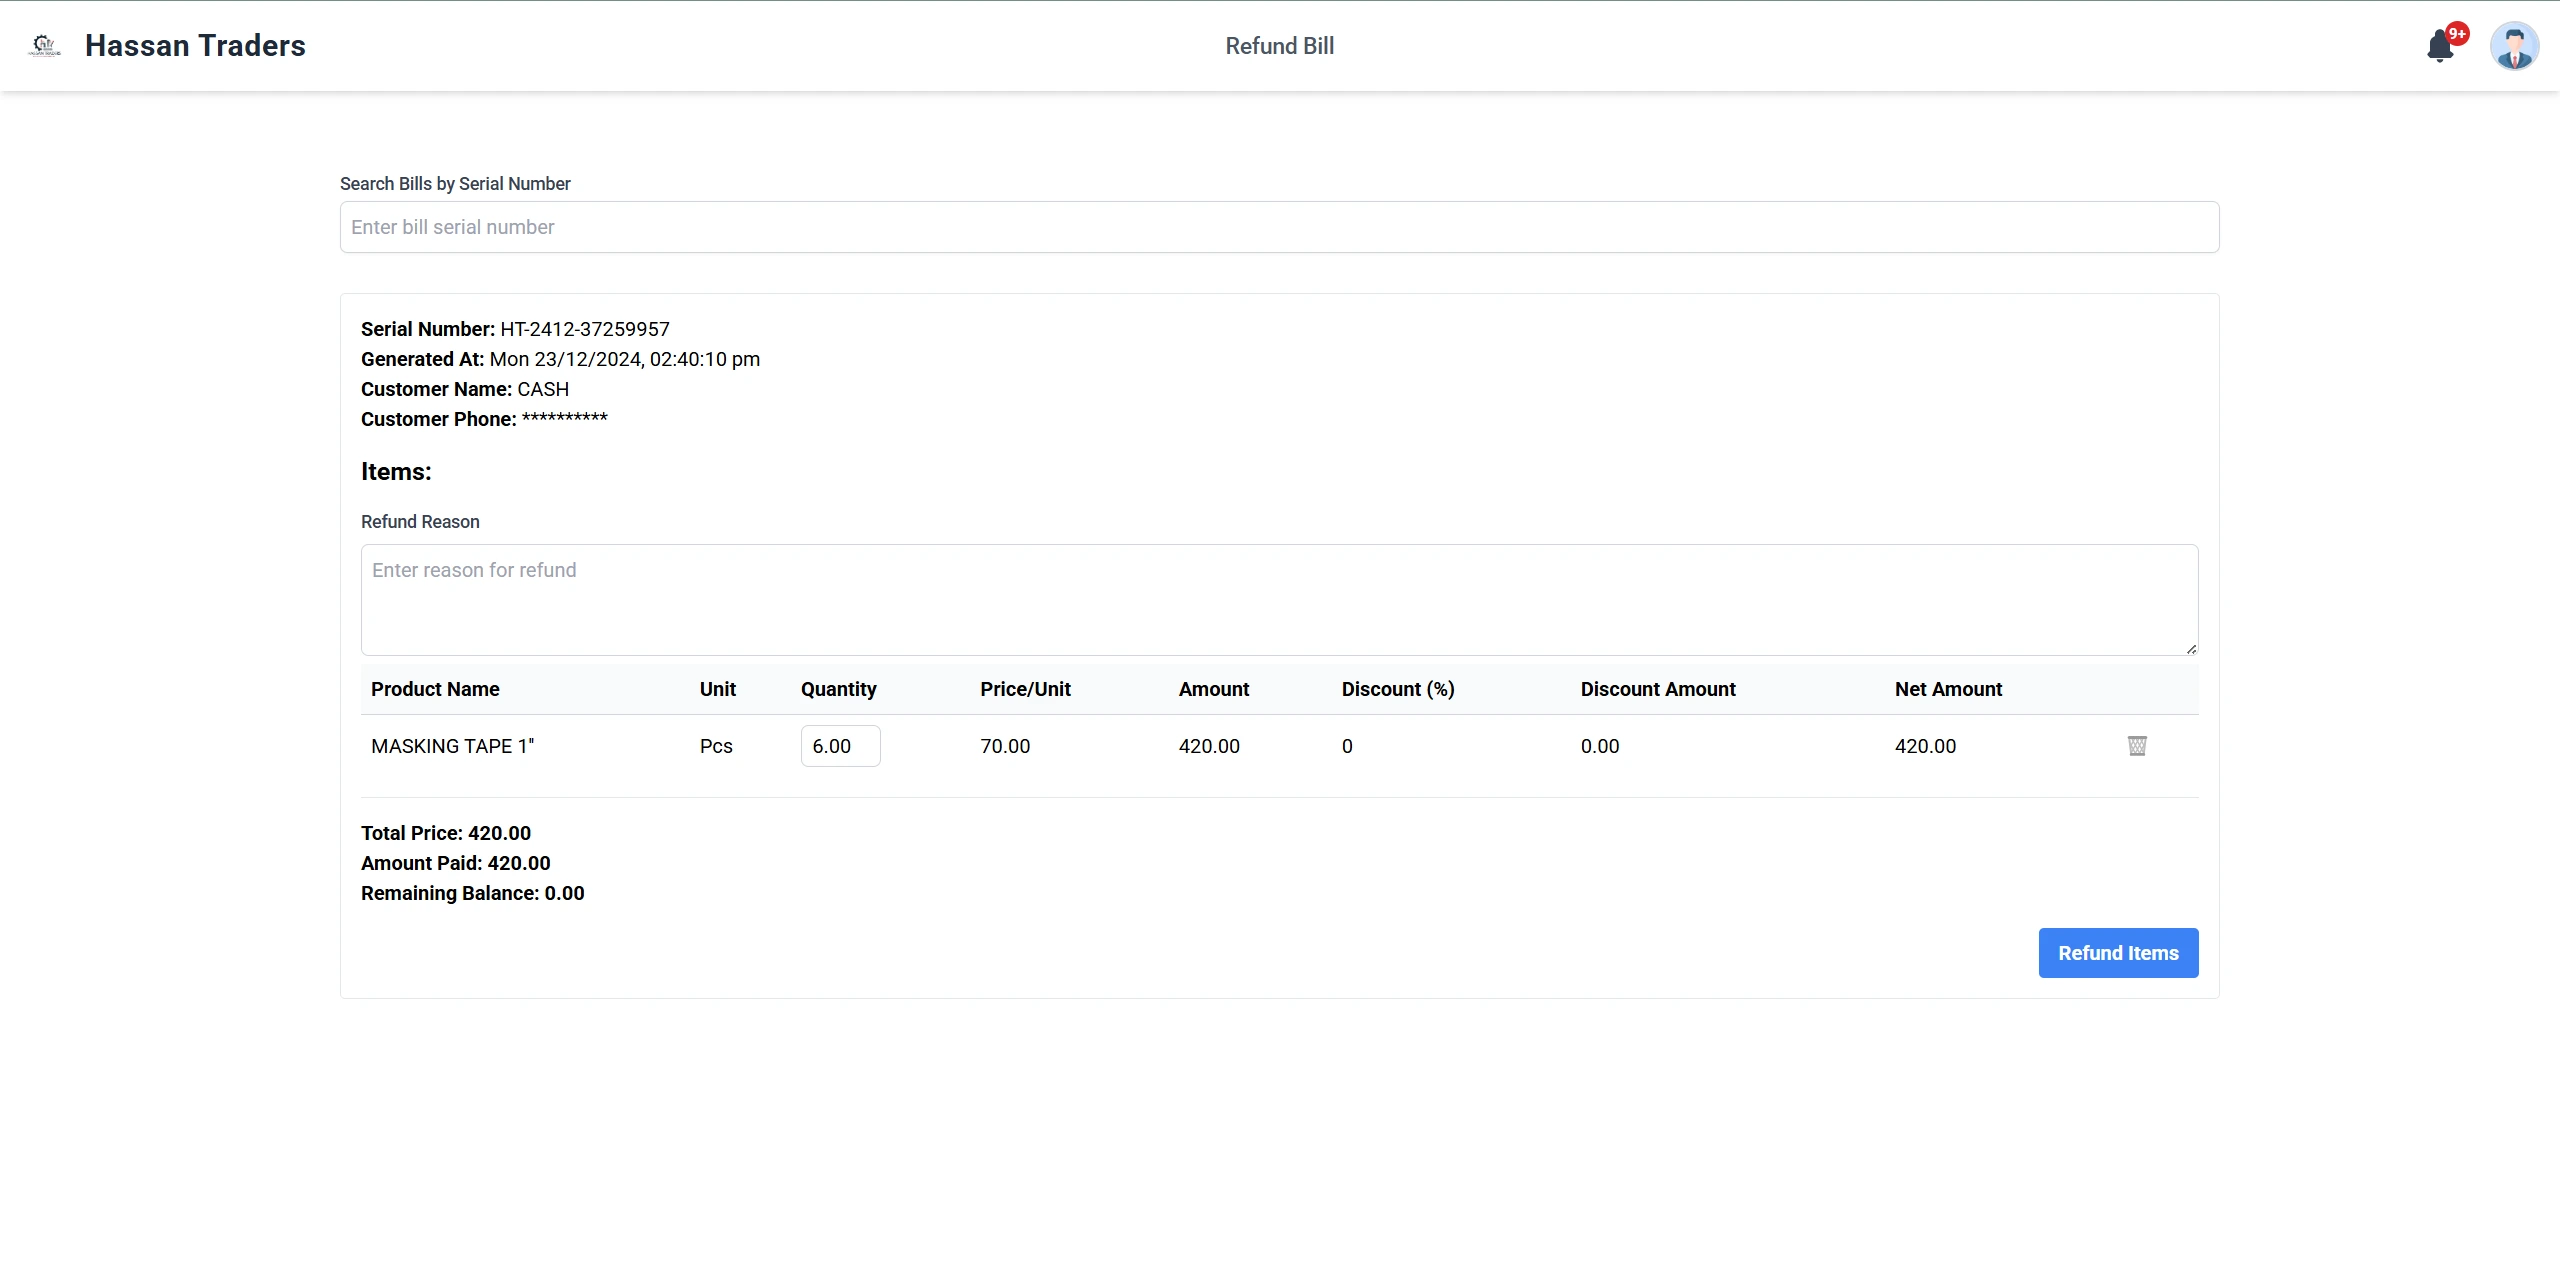 Hassan Traders
Refund Bill
9+
Search Bills by Serial Number
Enter bill serial number
Serial Number: HT-2412-37259957
Generated At: Mon 23/12/2024, 02:40:10 pm
Customer Name: CASH
Customer Phone: **********
Items:
Refund Reason
Enter reason for refund
Product Name Unit Quantity Price/Unit Amount Discount (%) Discount Amount Net Amount
MASKING TAPE 1" Pcs 6.00 70.00 420.00 0 0.00 420.00
Total Price: 420.00
Amount Paid: 420.00
Remaining Balance: 0.00
Refund Items